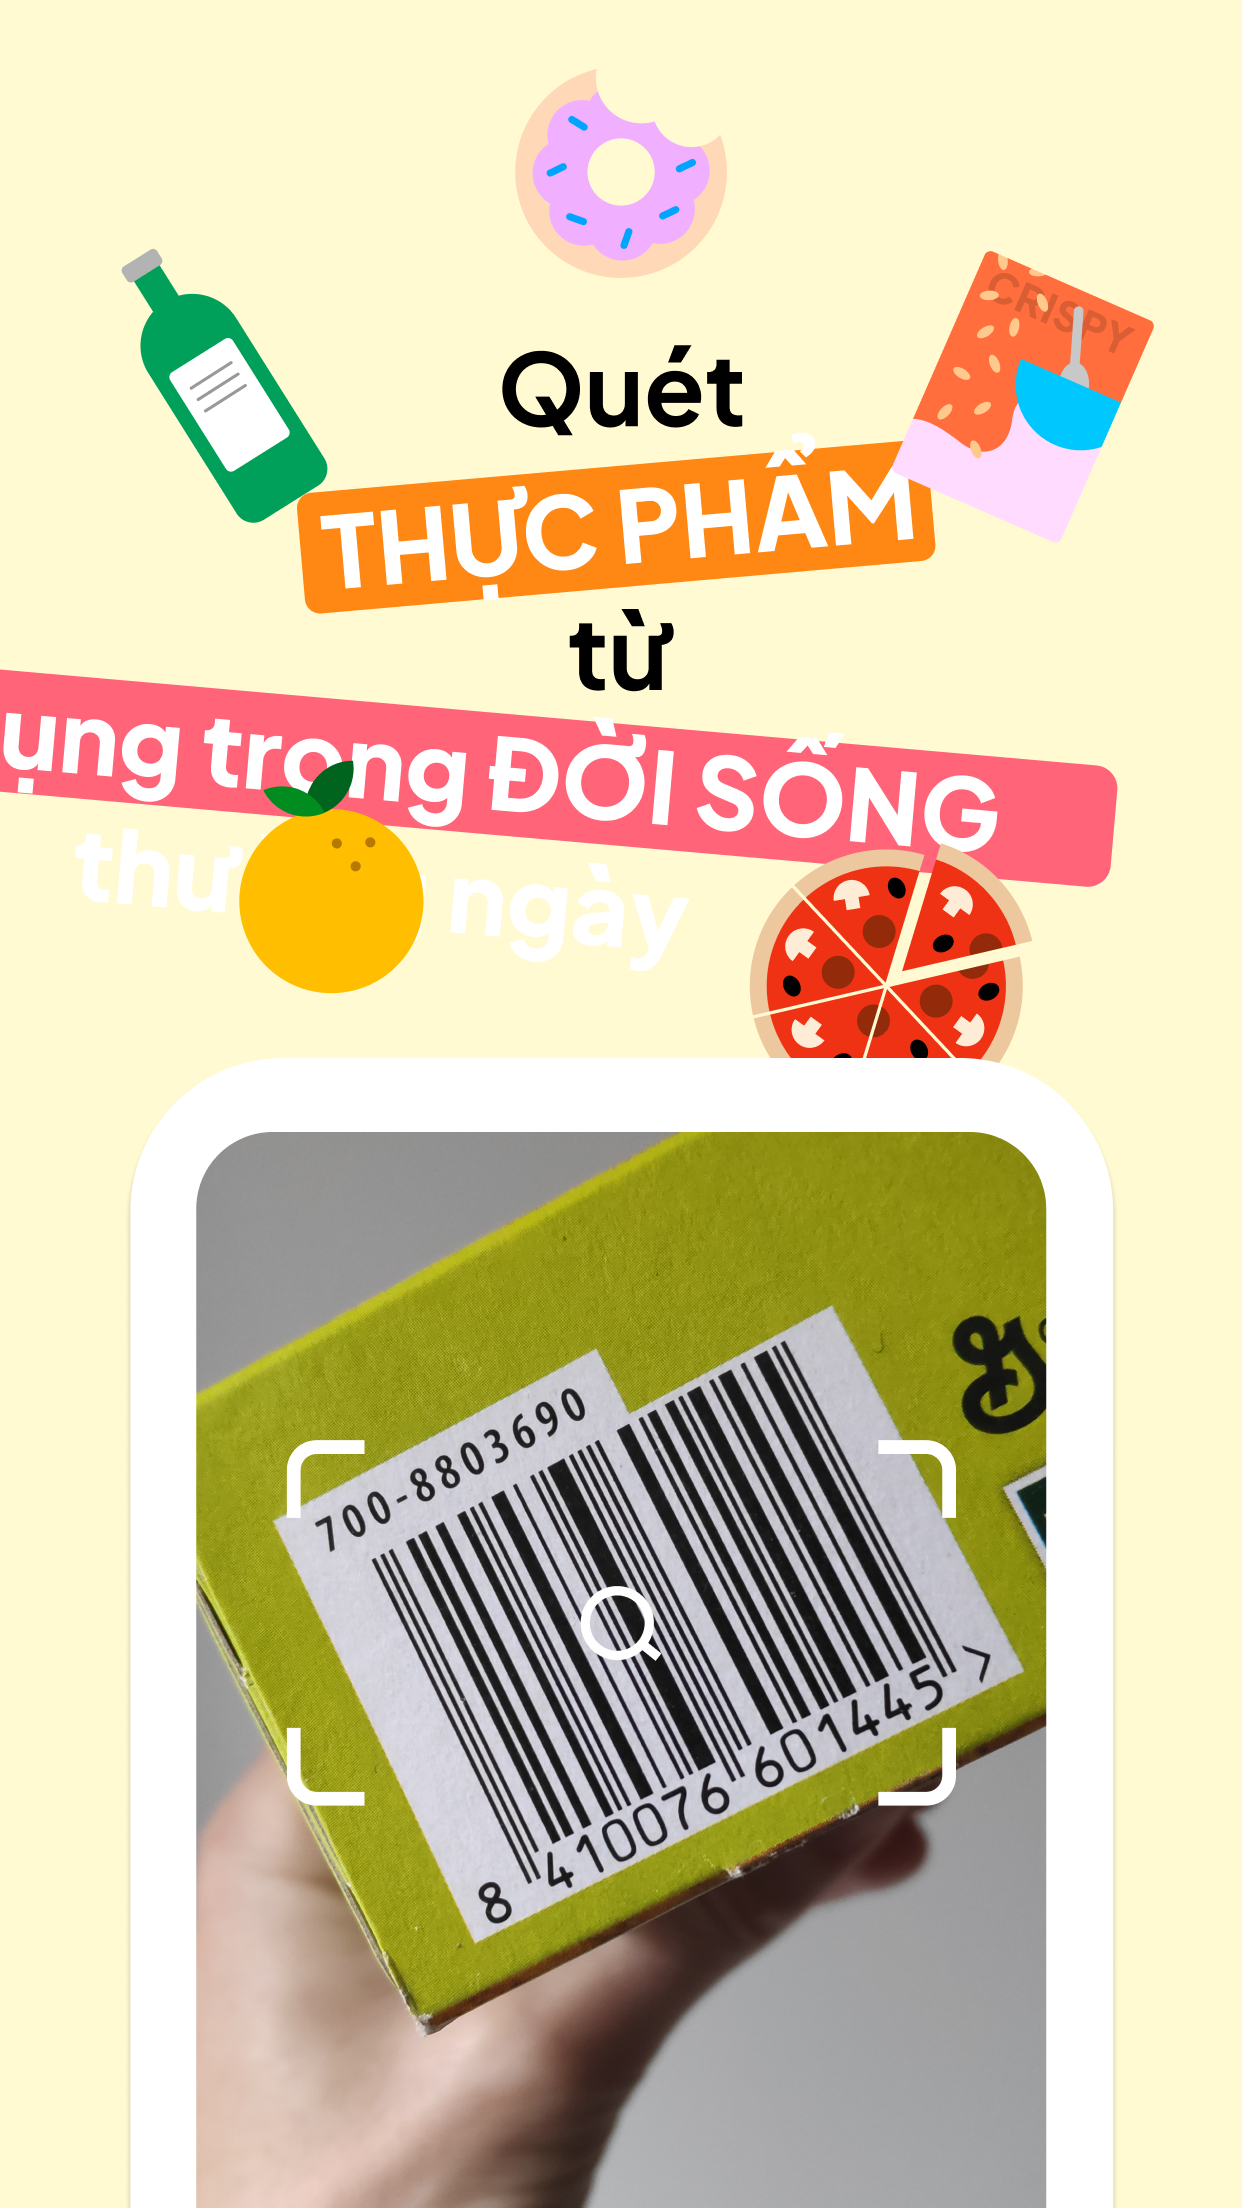 CRISPY
Quét
THỰC PHẨM
từ
ụng trong ĐỜI SỐNG
ngày
700-8803690
8 410076 601445 >